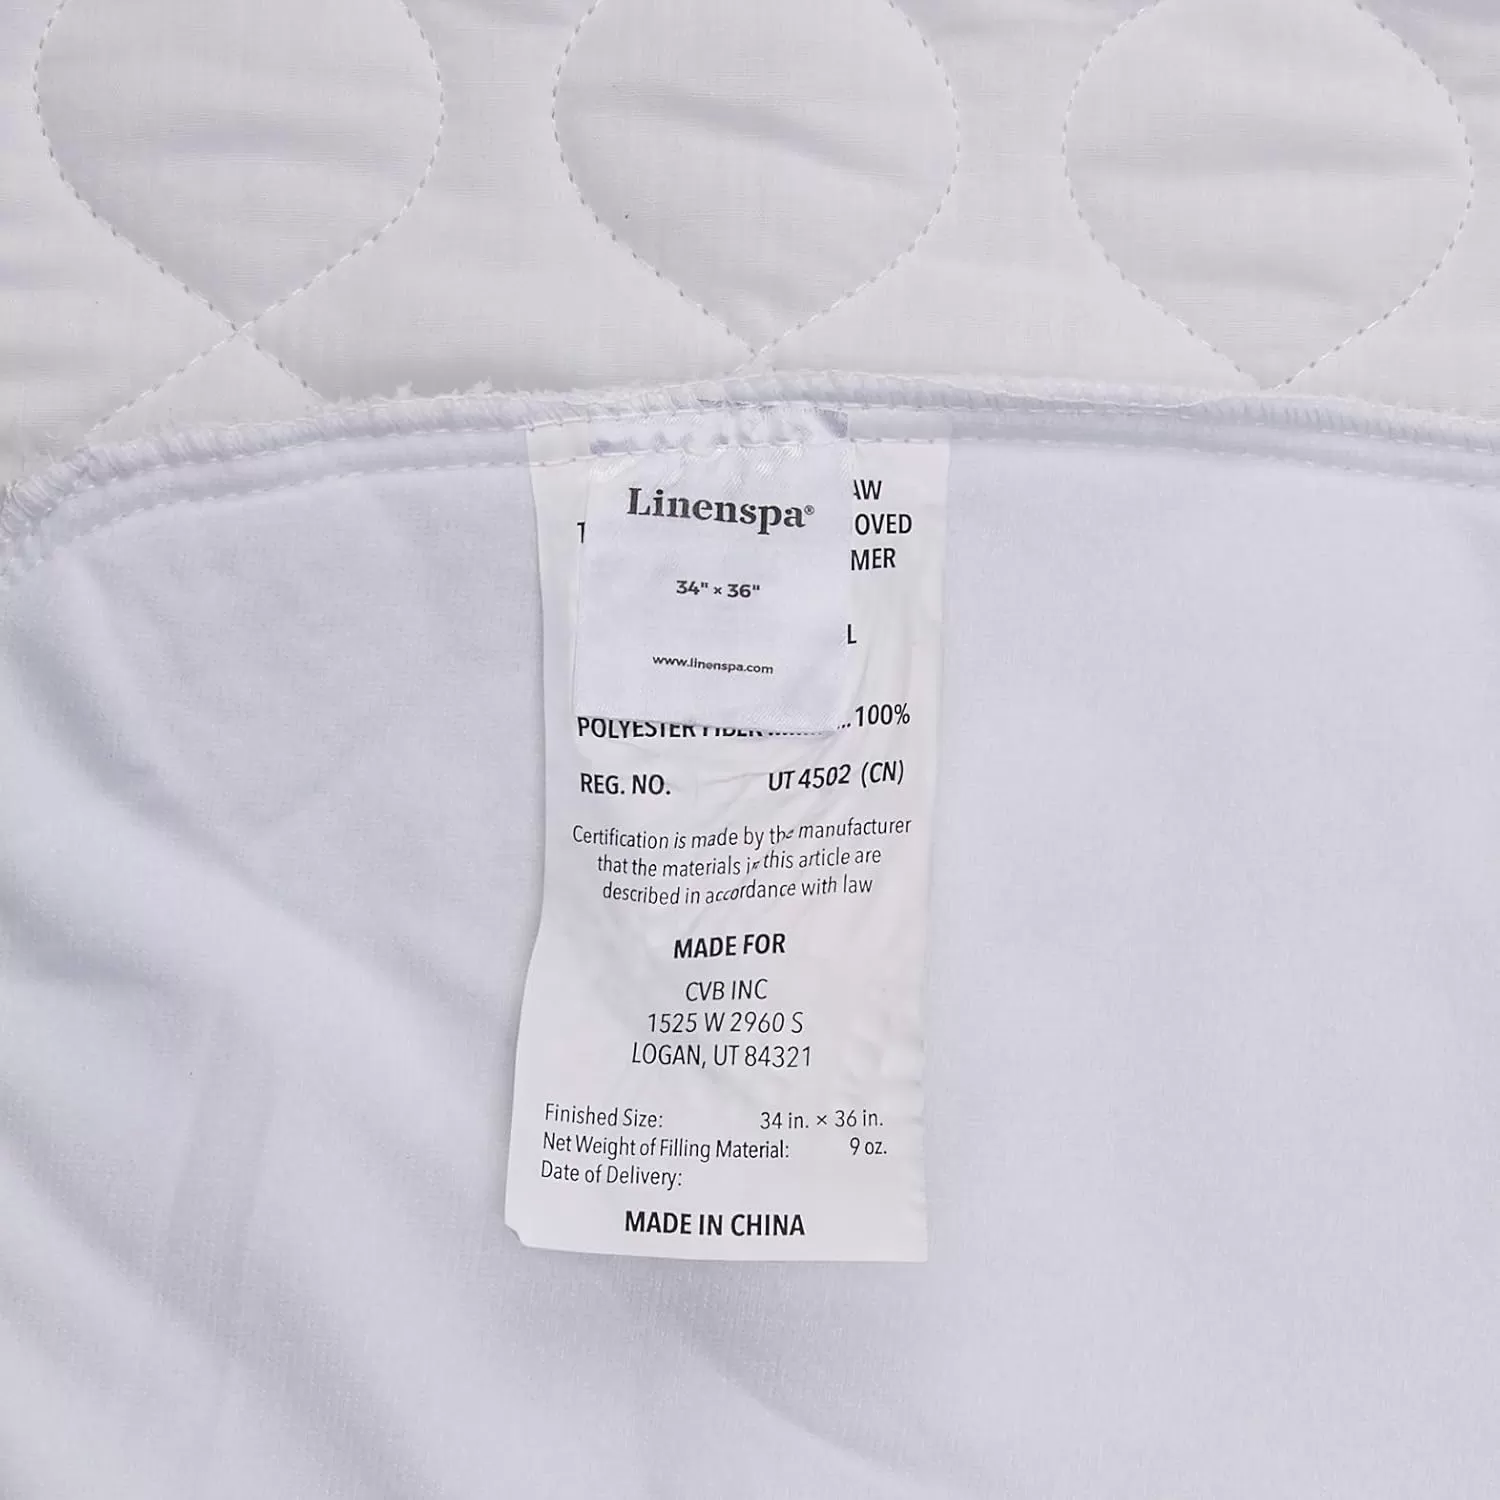 Linenspa®
34" × 36"
www.linenspa.com
AW
OVED
MER
L
POLYESTER FIBER ... 100%
REG. NO. UT 4502 (CN)
Certification is made by the manufacturer
that the materials in this article are
described in accordance with law
MADE FOR
CVB INC
1525 W 2960 S
LOGAN, UT 84321
Finished Size: 34 in. × 36 in.
Net Weight of Filling Material: 9 oz.
Date of Delivery:
MADE IN CHINA